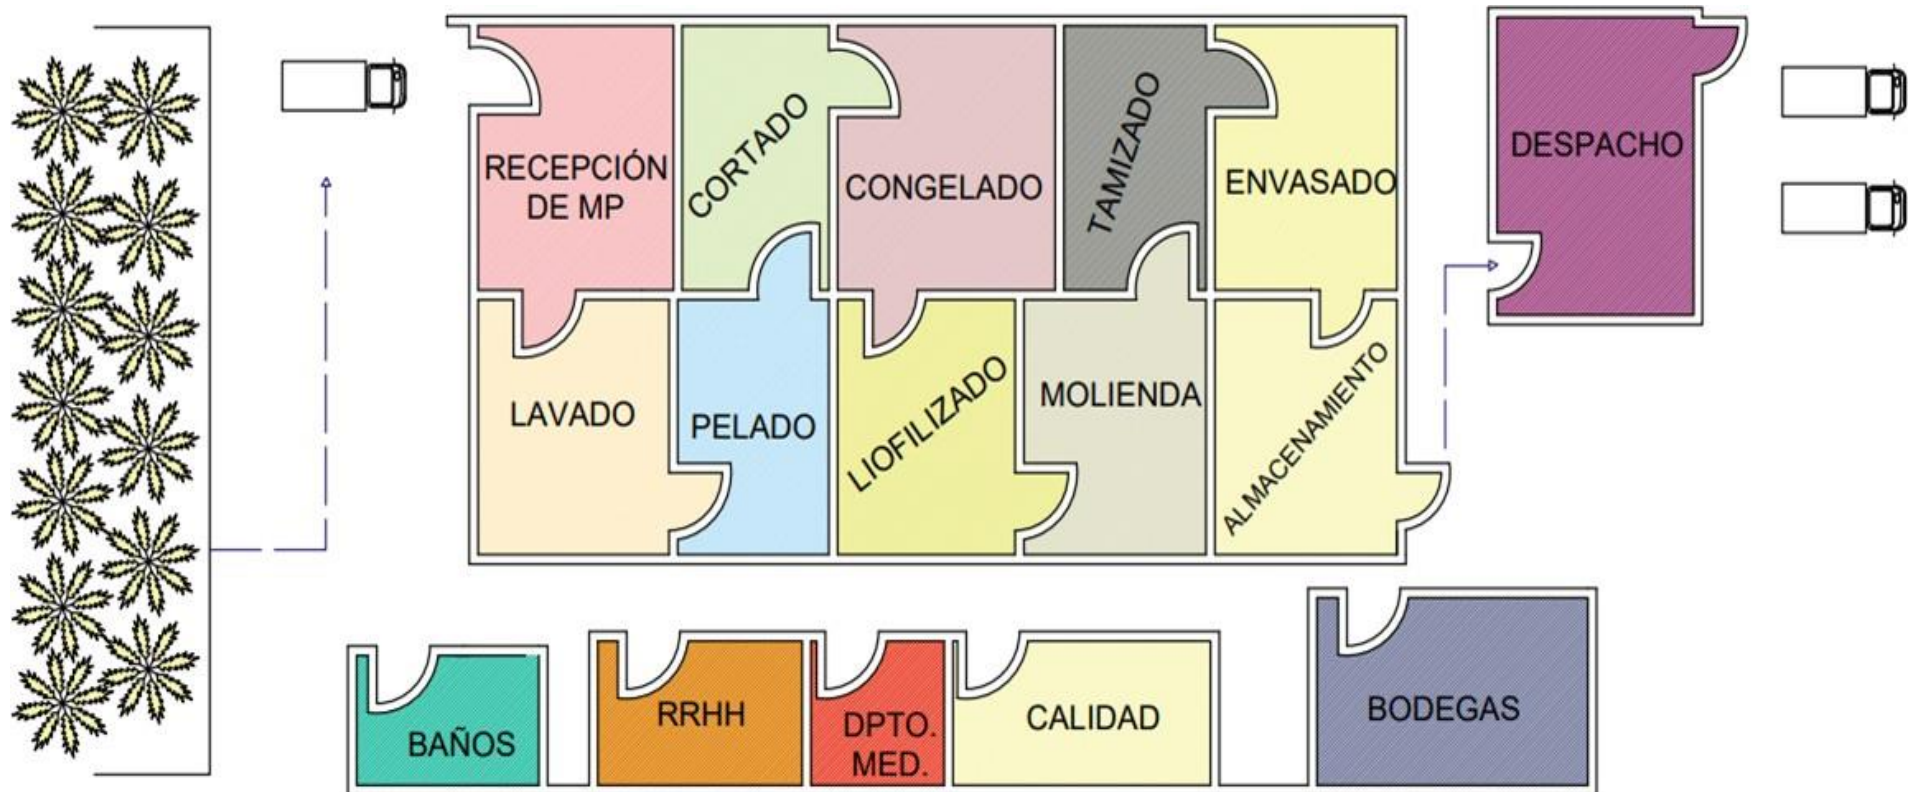 RECEPCIÓN
DE MP
CORTADO
CONGELADO
TAMIZADO
ENVASADO
DESPACHO
LAVADO
PELADO
LIOFILIZADO
MOLIENDA
ALMACENAMIENTO
BAÑOS
RRHH
DPTO.
MED.
CALIDAD
BODEGAS